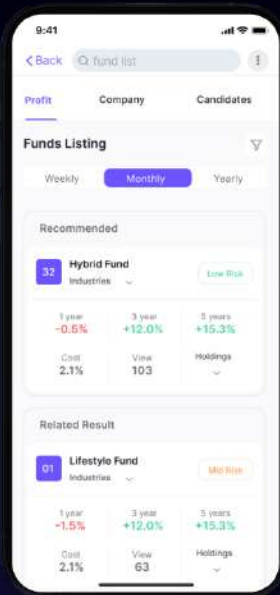 9:41
Back fund list
Profit Company Candidates
Funds Listing
Weekly Monthly Yearly
Recommended
32 Hybrid Fund Low Risk
Industries
1 year 3 year 5 years
-0.5% +12.0% +15.3%
Cost View Holdings
2.1% 103
Related Result
01 Lifestyle Fund Mid Risk
Industries
1 year 3 year 5 years
-1.5% +12.0% +15.3%
Cost View Holdings
2.1% 63